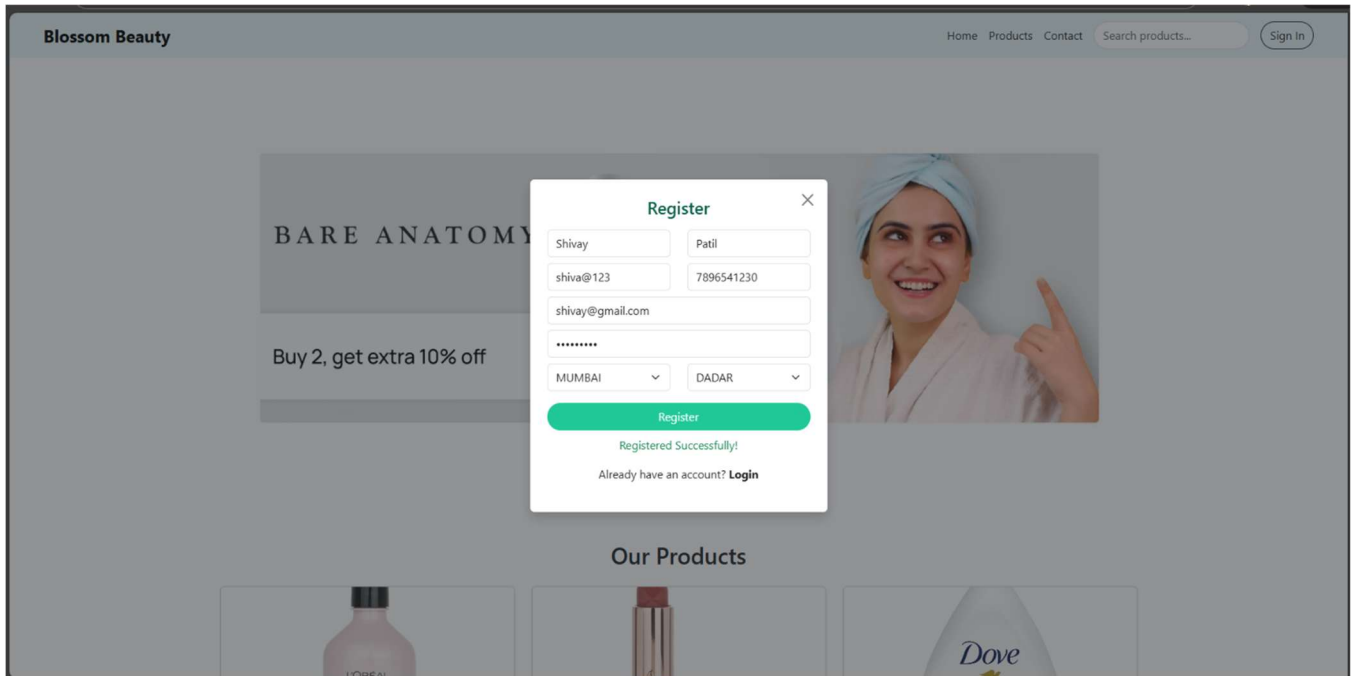 Blossom Beauty Home Products Contact Search products... Sign In
Register
BARE ANATOMY
Shivay Patil
shiva@123 7896541230
shivay@gmail.com
•••••••••
Buy 2, get extra 10% off
MUMBAI DADAR
Register
Registered Successfully!
Already have an account? Login
Our Products
L'OREAL
Dove